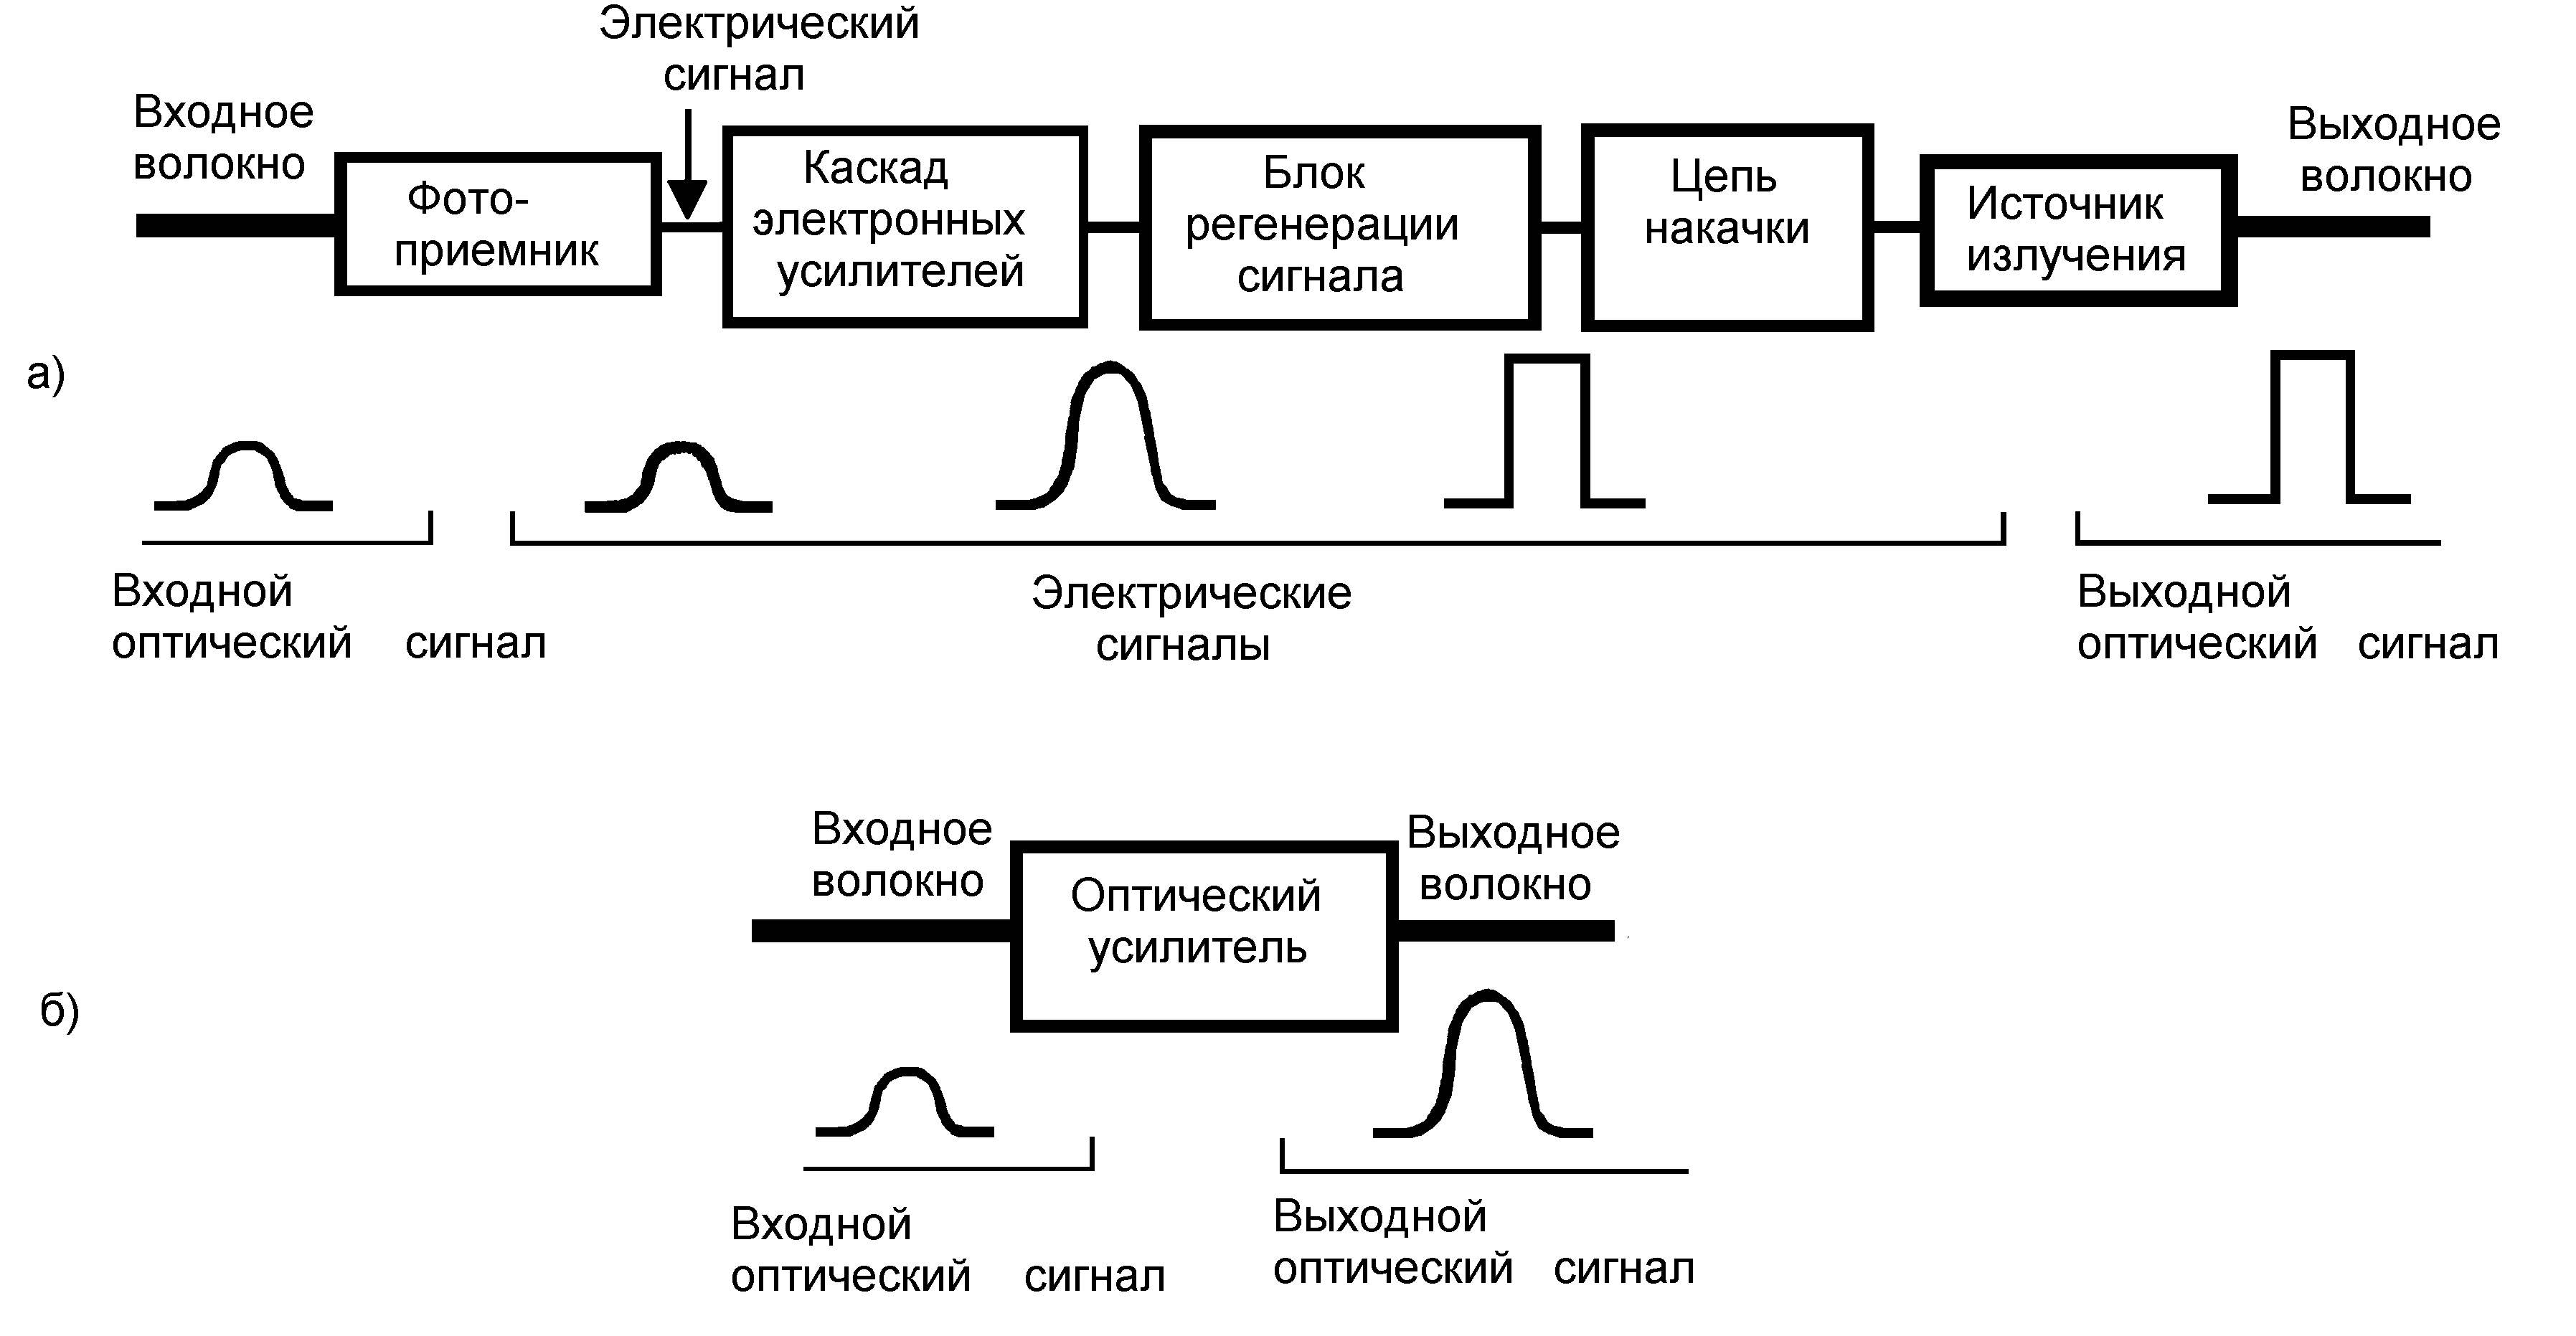 Электрический
сигнал
Входное
волокно
Выходное
волокно
Фото-
приемник
Каскад
электронных
усилителей
Блок
регенерации
сигнала
Цепь
накачки
Источник
излучения
а)
Входной
оптический сигнал
Электрические
сигналы
Выходной
оптический сигнал
Входное
волокно
Оптический
усилитель
Выходное
волокно
б)
Входной
оптический сигнал
Выходной
оптический сигнал